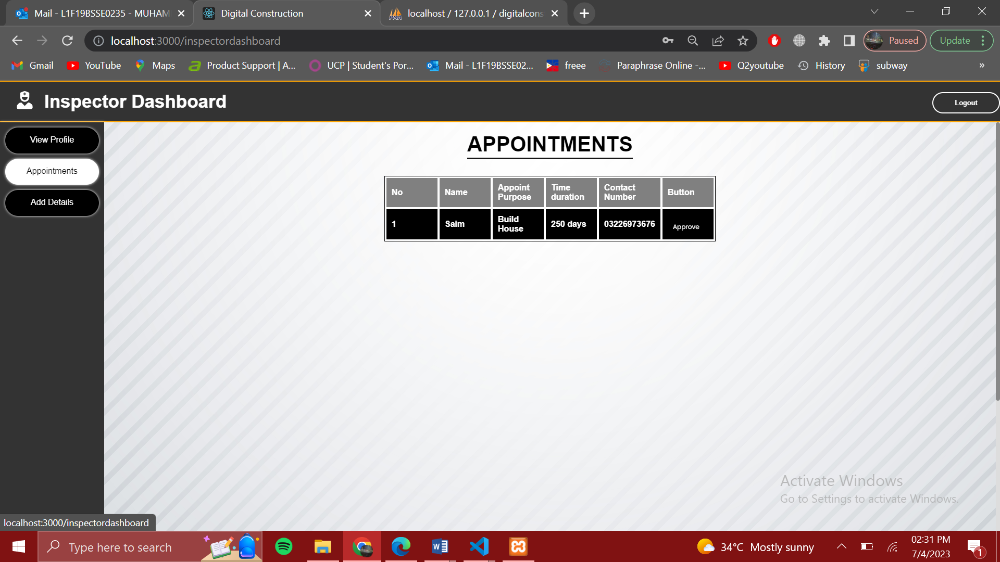 Mail - L1F19BSSE0235 - MUHAM
Digital Construction
localhost / 127.0.0.1 / digitalcons
localhost:3000/inspectordashboard
Paused
Update
Gmail
YouTube
Maps
Product Support | A...
UCP | Student's Por...
Mail - L1F19BSSE02...
freee
Paraphrase Online -...
Q2youtube
History
subway
»
Inspector Dashboard
Logout
View Profile
Appointments
Add Details
APPOINTMENTS
No Name Appoint Purpose Time duration Contact Number Button
1 Saim Build House 250 days 03226973676 Approve
Activate Windows
Go to Settings to activate Windows.
localhost:3000/inspectordashboard
Type here to search
34°C Mostly sunny
02:31 PM
7/4/2023
1